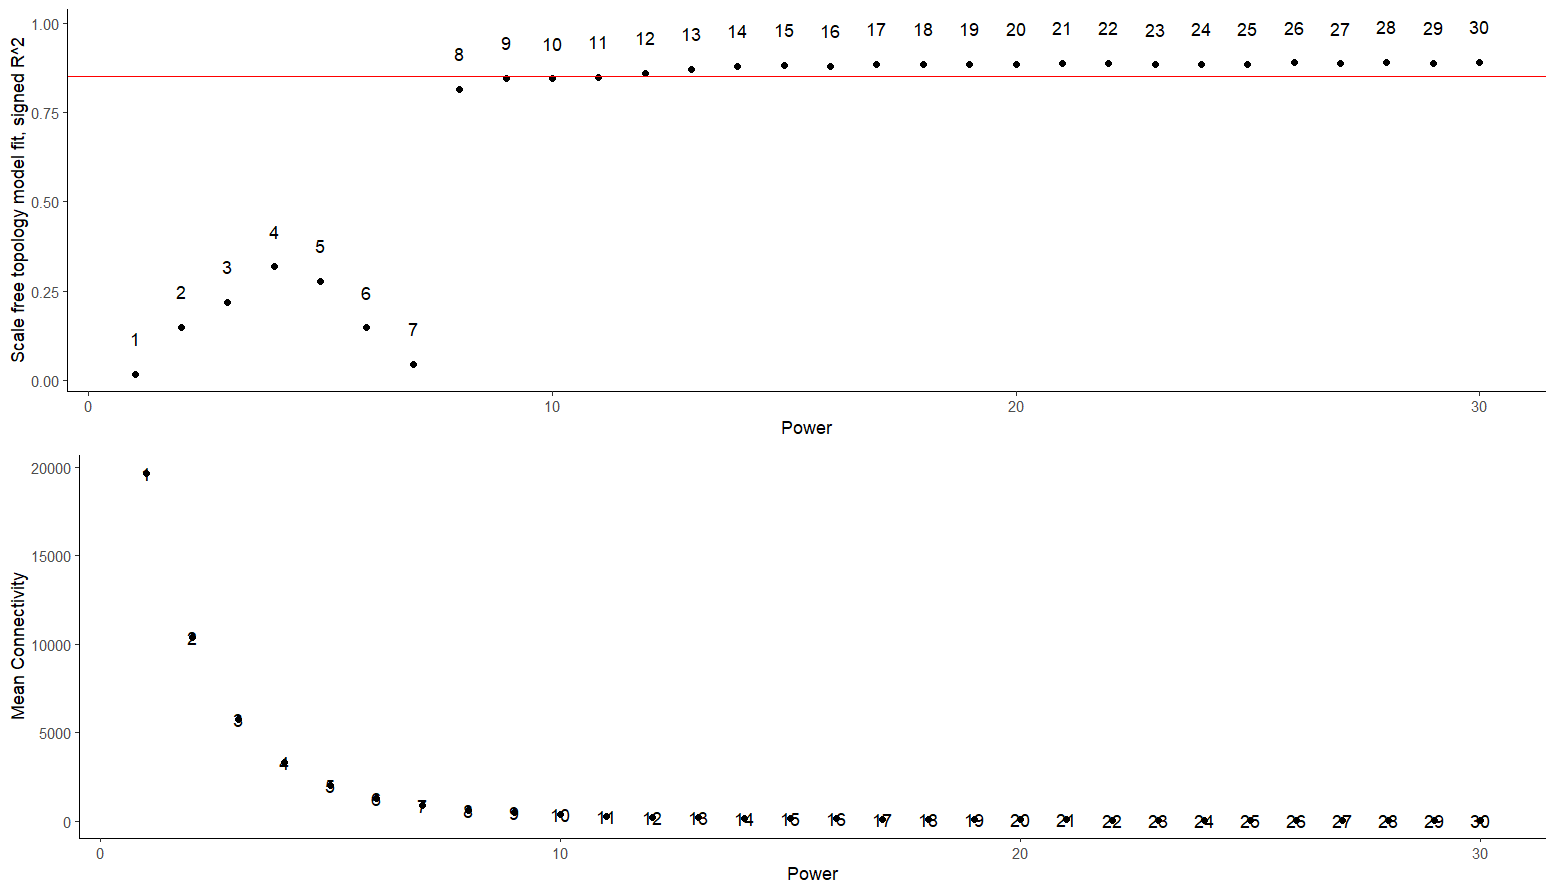 Scale free topology model fit, signed R^2
1.00
0.75
0.50
0.25
0.00
1 2 3 4 5 6 7 8 9 10 11 12 13 14 15 16 17 18 19 20 21 22 23 24 25 26 27 28 29 30
0 10 20 30
Power
Mean Connectivity
20000
15000
10000
5000
0
1 2 3 4 5 6 7 8 9 10 11 12 13 14 15 16 17 18 19 20 21 22 23 24 25 26 27 28 29 30
0 10 20 30
Power